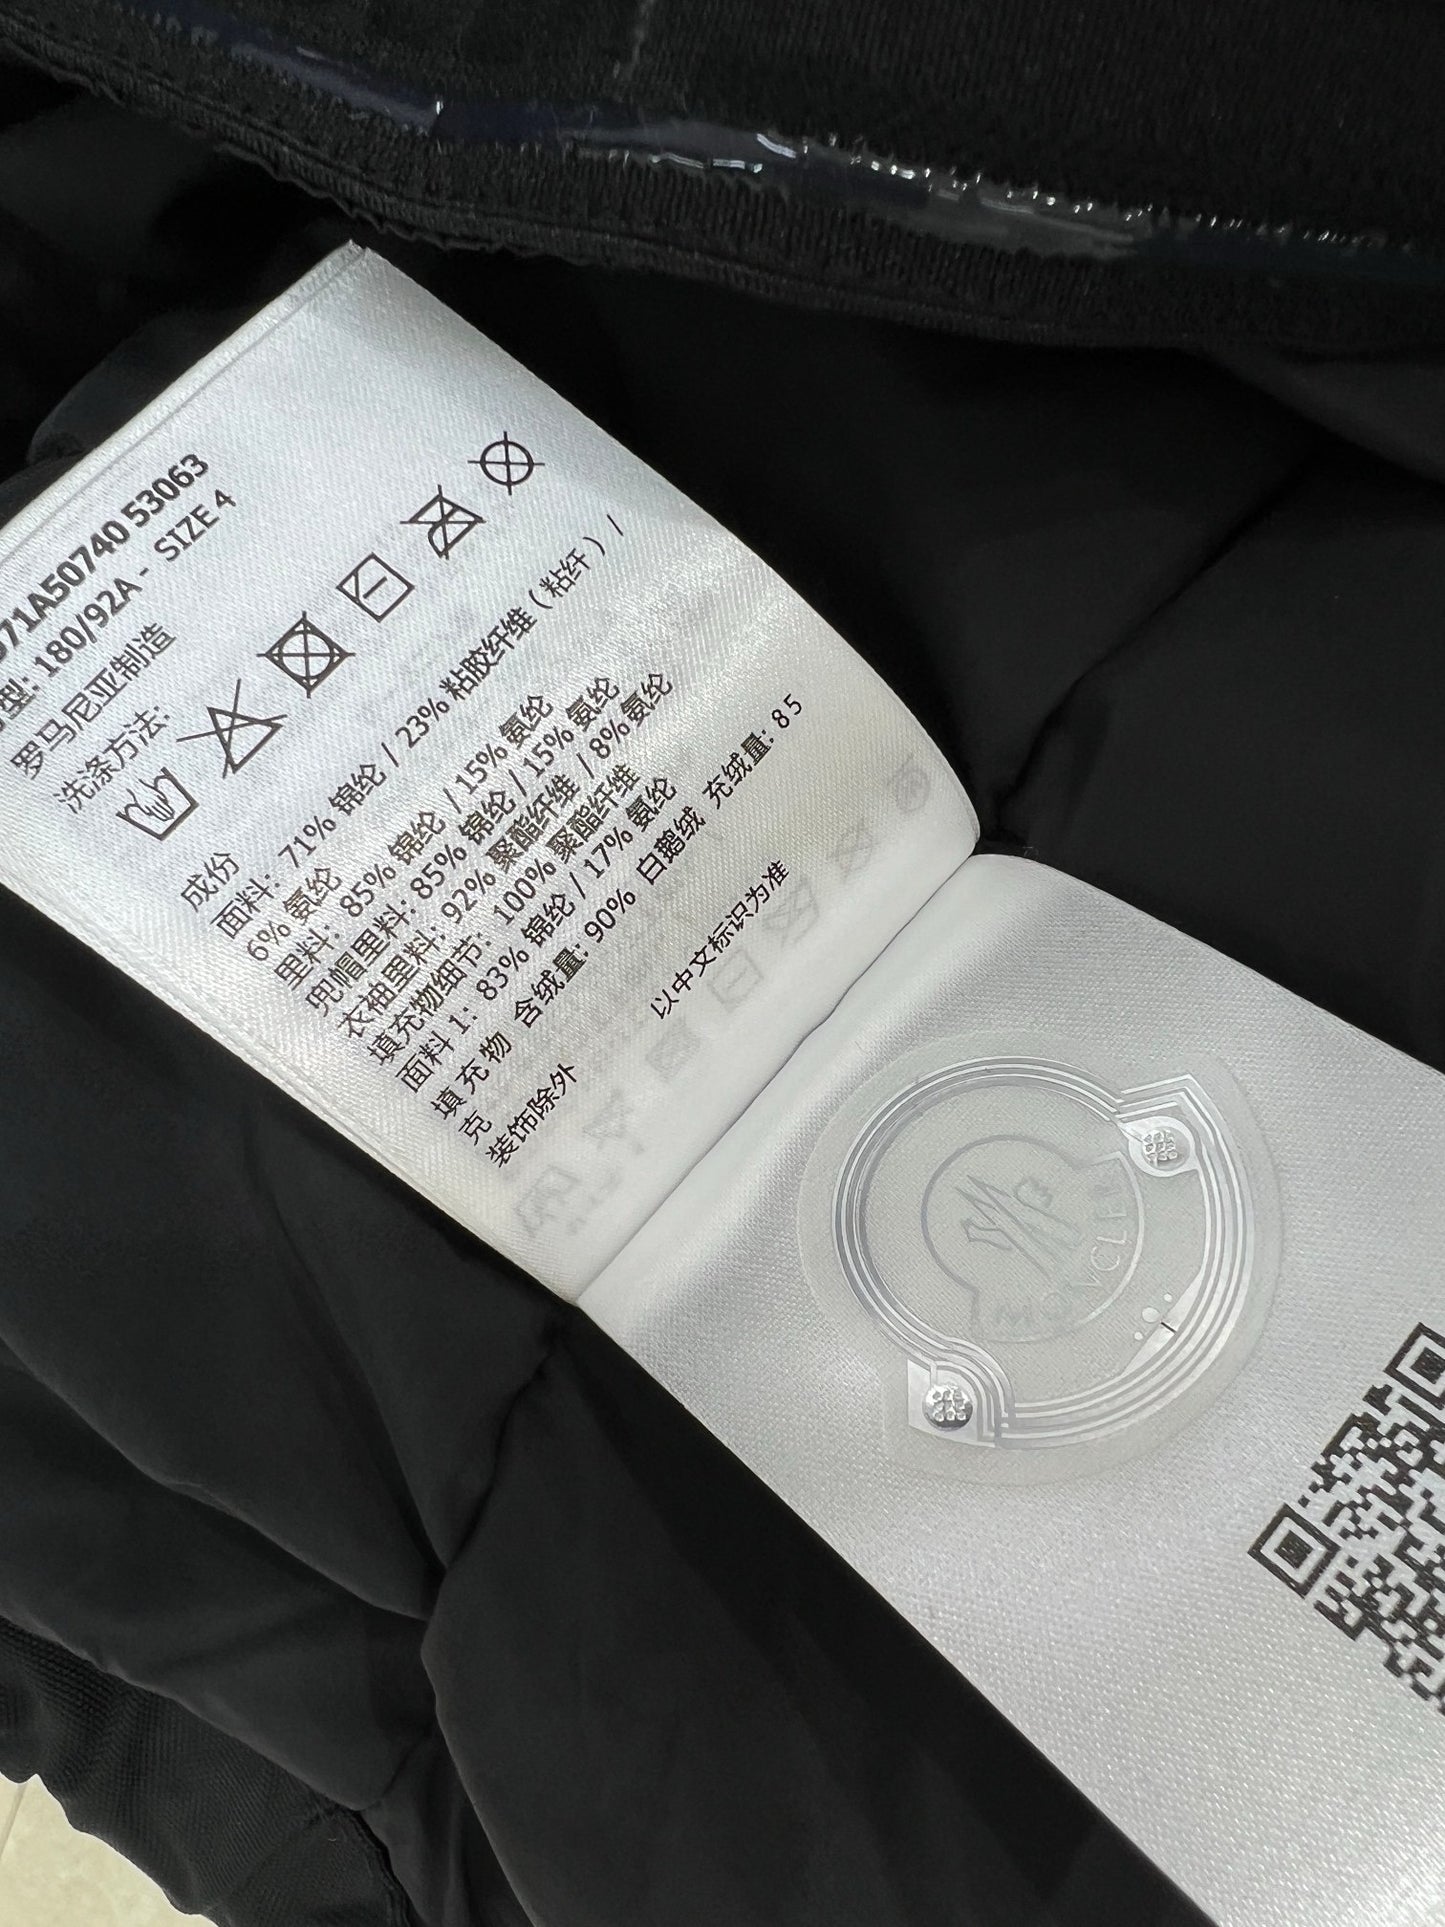 071A50740 53063
型: 180/92A - SIZE 4
罗马尼亚制造
洗涤方法:
成份
面料: 71% 锦纶 / 23% 粘胶纤维（粘纤）/
6% 氨纶
里料: 85% 锦纶 / 15% 氨纶
兜帽里料: 85% 锦纶 / 15% 氨纶
衣袖里料: 92% 聚酯纤维 / 8% 氨纶
填充物细节: 100% 聚酯纤维
面料 1: 83% 锦纶 / 17% 氨纶
填充物 含绒量: 90% 白鹅绒 充绒量: 85
克
装饰除外
以中文标识为准
MONCLER